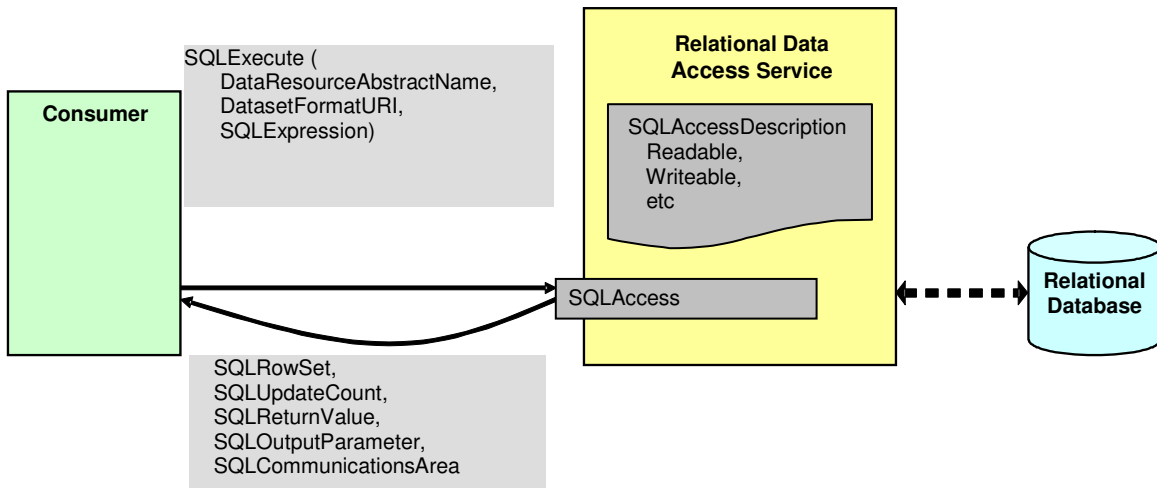 SQLExecute (
DataResourceAbstractName,
DatasetFormatURI,
SQLExpression)
Consumer
Relational Data
Access Service
SQLAccessDescription
Readable,
Writeable,
etc
SQLAccess
Relational
Database
SQLRowSet,
SQLUpdateCount,
SQLReturnValue,
SQLOutputParameter,
SQLCommunicationsArea